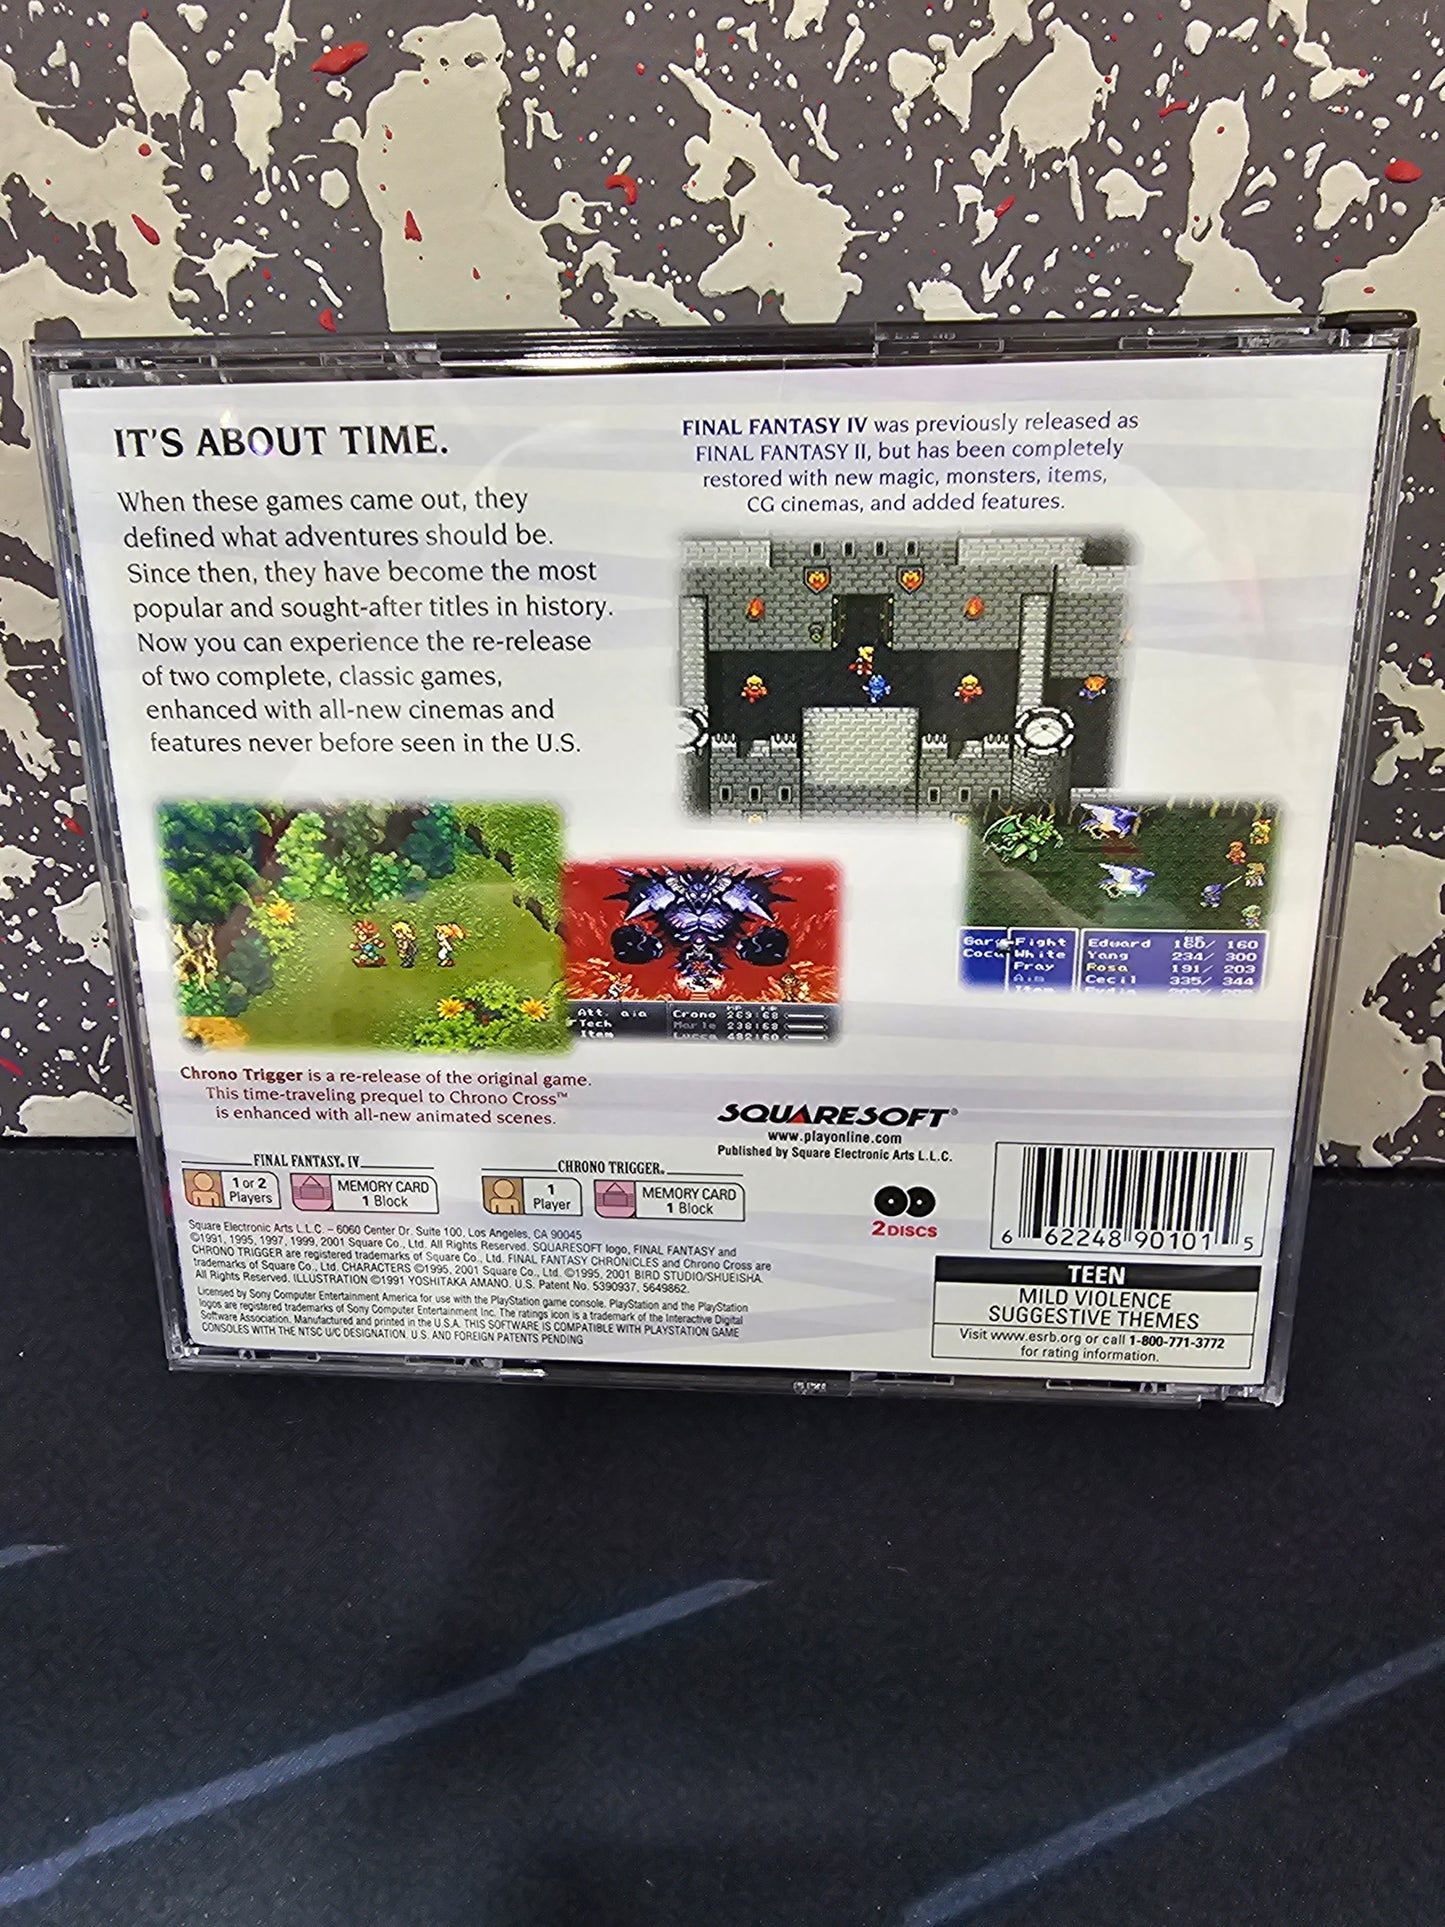 IT'S ABOUT TIME.
When these games came out, they
defined what adventures should be.
Since then, they have become the most
popular and sought-after titles in history.
Now you can experience the re-release
of two complete, classic games,
enhanced with all-new cinemas and
features never before seen in the U.S.
FINAL FANTASY IV was previously released as
FINAL FANTASY II, but has been completely
restored with new magic, monsters, items,
CG cinemas, and added features.
Fight
White
Pray
Aim
Item
Edward 160
Yang 234/ 300
Rosa 191/ 203
Cecil 335/ 344
Att.
Tech
Item
Crono 269:68
Marle 238:68
Lucca 482:60
Chrono Trigger is a re-release of the original game.
This time-traveling prequel to Chrono Cross™
is enhanced with all-new animated scenes.
SQUARESOFT®
www.playonline.com
Published by Square Electronic Arts L.L.C.
FINAL FANTASY® IV
1 or 2
Players
MEMORY CARD
1 Block
CHRONO TRIGGER®
1
Player
MEMORY CARD
1 Block
2 DISCS
6 62248 90101 5
Square Electronic Arts L.L.C. – 6060 Center Dr. Suite 100, Los Angeles, CA 90045
©1991, 1995, 1997, 1999, 2001 Square Co., Ltd. All Rights Reserved. SQUARESOFT logo, FINAL FANTASY and
CHRONO TRIGGER are registered trademarks of Square Co., Ltd. FINAL FANTASY CHRONICLES and Chrono Cross are
trademarks of Square Co., Ltd. CHARACTERS ©1995, 2001 Square Co., Ltd. ©1995, 2001 BIRD STUDIO/SHUEISHA.
All Rights Reserved. ILLUSTRATION ©1991 YOSHITAKA AMANO. U.S. Patent No. 5390937, 5649862.
Licensed by Sony Computer Entertainment America for use with the PlayStation game console. PlayStation and the PlayStation
logos are registered trademarks of Sony Computer Entertainment Inc. The ratings icon is a trademark of the Interactive Digital
Software Association. Manufactured and printed in the U.S.A. THIS SOFTWARE IS COMPATIBLE WITH PLAYSTATION GAME
CONSOLES WITH THE NTSC U/C DESIGNATION. U.S. AND FOREIGN PATENTS PENDING
TEEN
MILD VIOLENCE
SUGGESTIVE THEMES
Visit www.esrb.org or call 1-800-771-3772
for rating information.